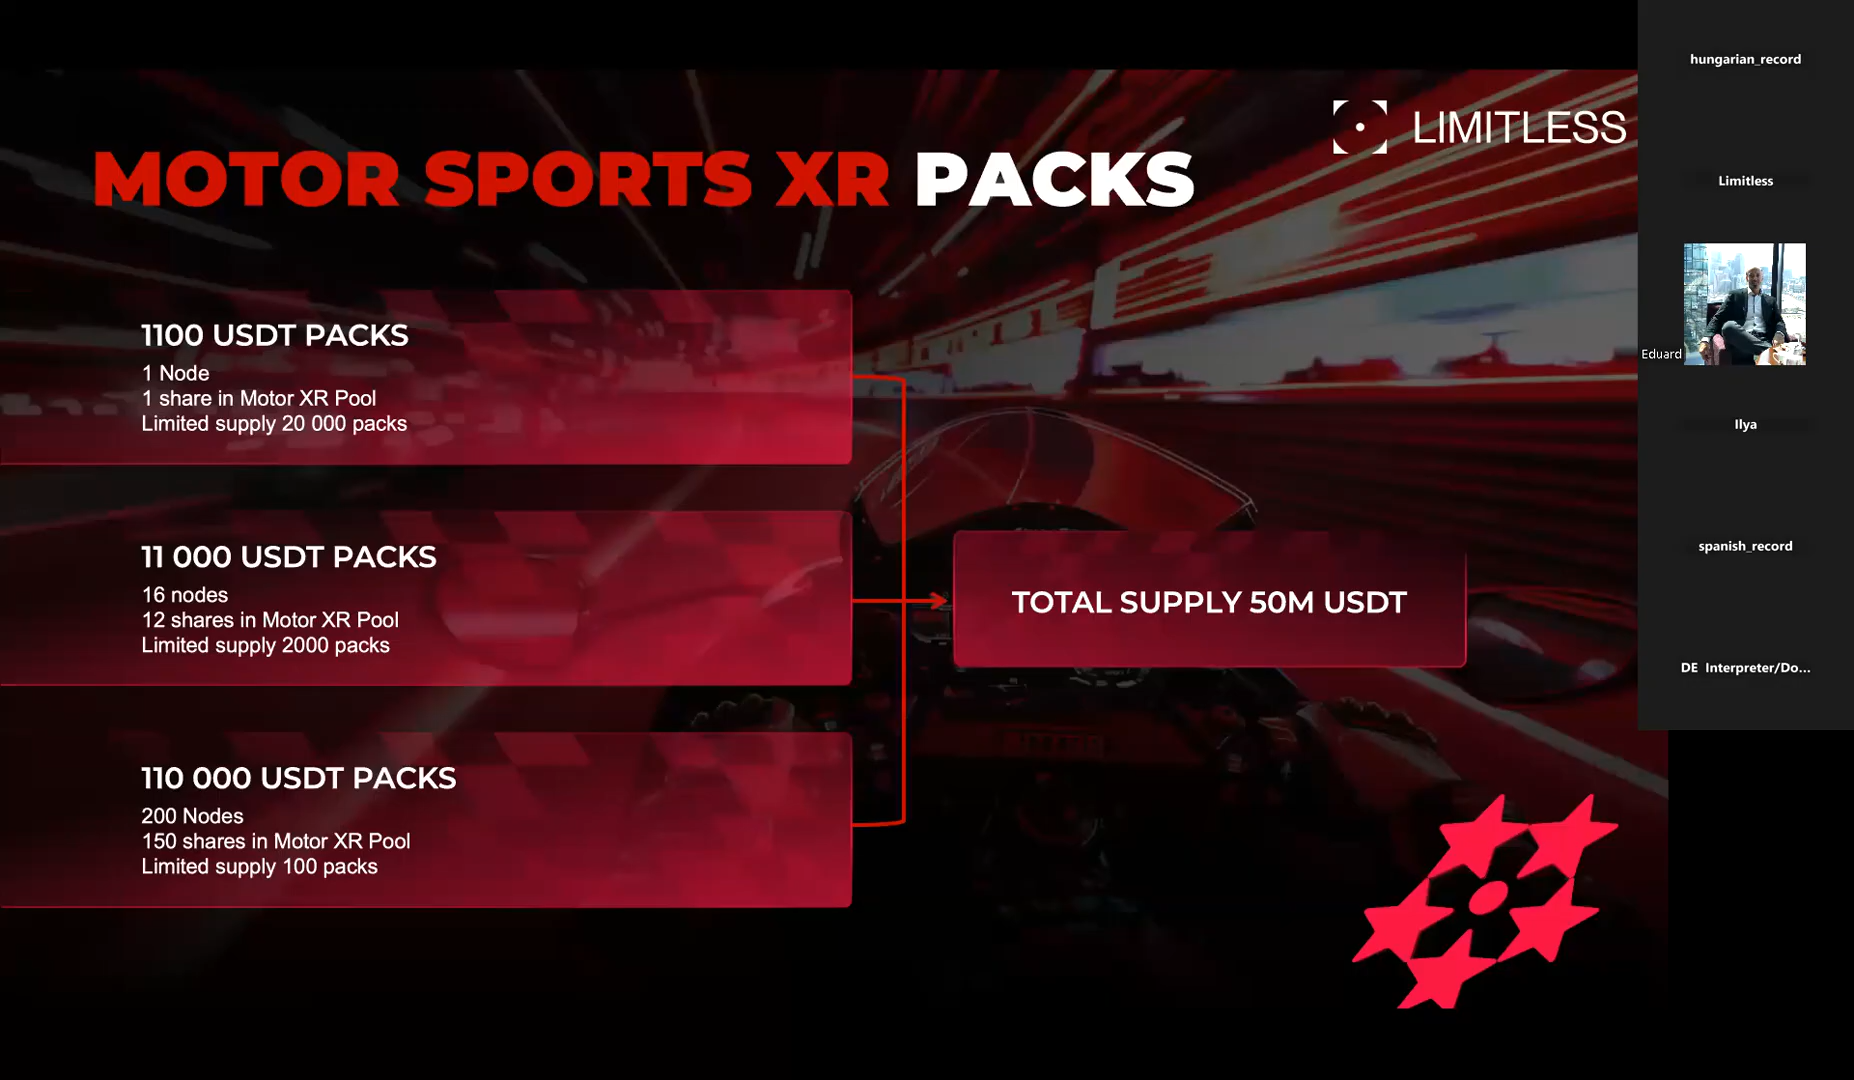 MOTOR SPORTS XR PACKS
LIMITLESS
1100 USDT PACKS
1 Node
1 share in Motor XR Pool
Limited supply 20 000 packs
11 000 USDT PACKS
16 nodes
12 shares in Motor XR Pool
Limited supply 2000 packs
110 000 USDT PACKS
200 Nodes
150 shares in Motor XR Pool
Limited supply 100 packs
TOTAL SUPPLY 50M USDT
hungarian_record
Limitless
Eduard
Ilya
spanish_record
DE Interpreter/Do...